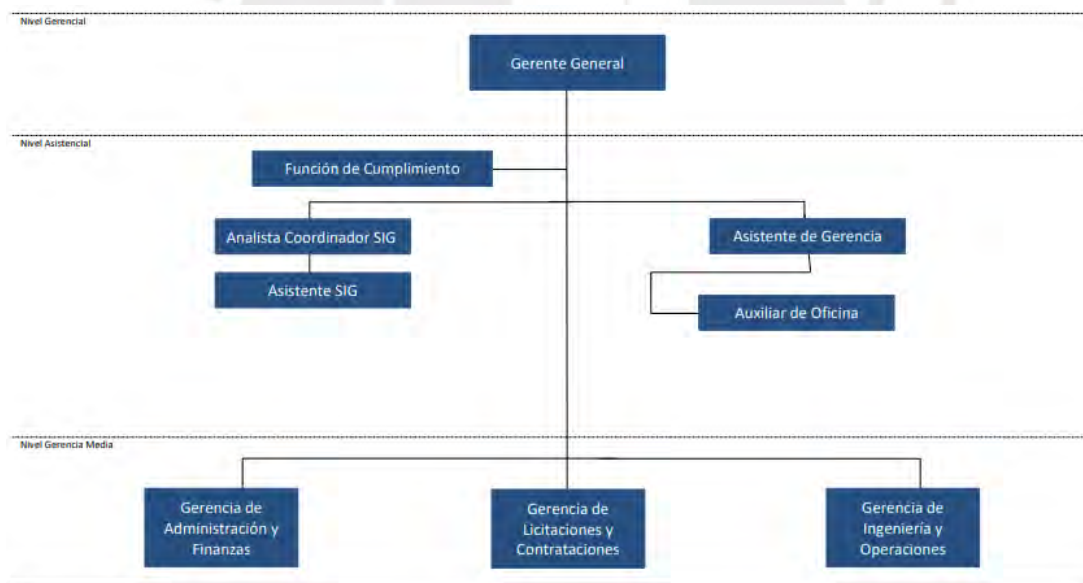 Nivel Gerencial
Gerente General
Nivel Asistencial
Función de Cumplimiento
Analista Coordinador SIG
Asistente de Gerencia
Asistente SIG
Auxiliar de Oficina
Nivel Gerencia Media
Gerencia de
Administración y
Finanzas
Gerencia de
Licitaciones y
Contrataciones
Gerencia de
Ingeniería y
Operaciones